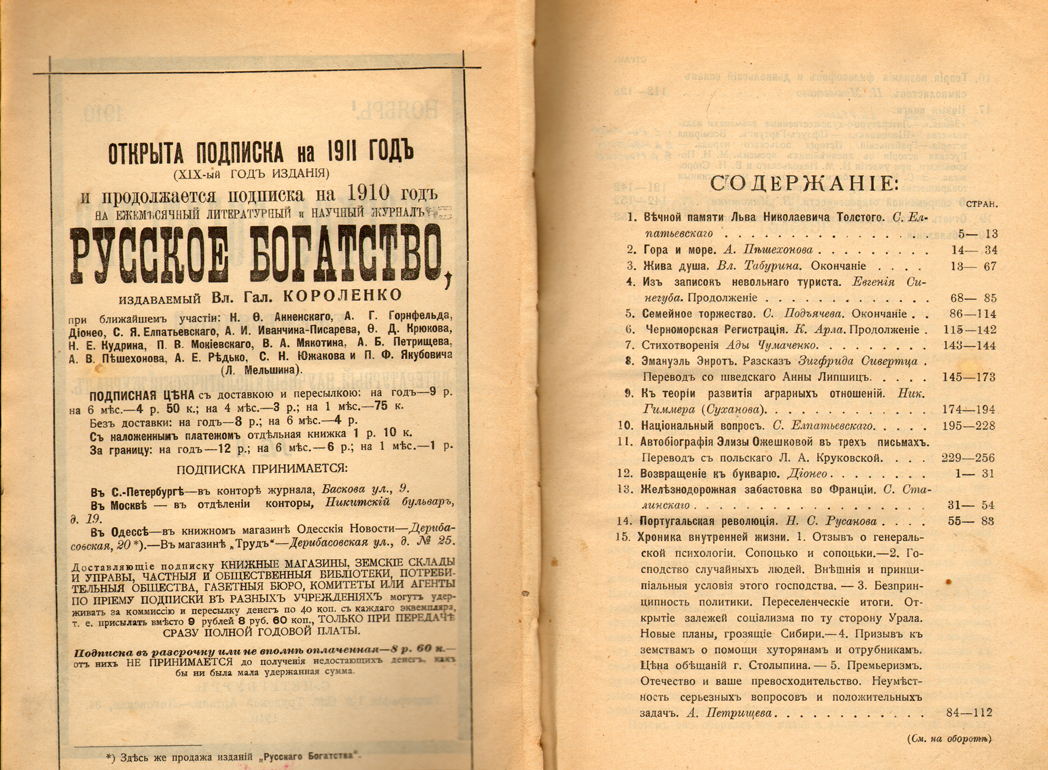 ОТКРЫТА ПОДПИСКА на 1911 ГОДЪ
(XIX-ый ГОДЪ ИЗДАНІЯ)
и продолжается подписка на 1910 годъ
НА ЕЖЕМѢСЯЧНЫЙ ЛИТЕРАТУРНЫЙ и НАУЧНЫЙ ЖУРНАЛЪ
РУССКОЕ БОГАТСТВО,
ИЗДАВАЕМЫЙ Вл. Гал. КОРОЛЕНКО
при ближайшемъ участіи: Н. Ѳ. Анненскаго, А. Г. Горнфельда,
Діонео, С. Я. Елпатьевскаго, А. И. Иванчина-Писарева, Ѳ. Д. Крюкова,
Н. Е. Кудрина, П. В. Мокіевскаго, В. А. Мякотина, А. Б. Петрищева,
А. В. Пѣшехонова, А. Е. Рѣдько, С. Н. Южакова и П. Ф. Якубовича
(Л. Мельшина).
ПОДПИСНАЯ ЦѢНА съ доставкою и пересылкою: на годъ—9 р.
на 6 мѣс.—4 р. 50 к.; на 4 мѣс.—3 р.; на 1 мѣс.—75 к.
Безъ доставки: на годъ—8 р.; на 6 мѣс.—4 р.
Съ наложеннымъ платежомъ отдѣльная книжка 1 р. 10 к.
За границу: на годъ—12 р.; на 6 мѣс.—6 р.; на 1 мѣс.—1 р.
ПОДПИСКА ПРИНИМАЕТСЯ:
Въ С.-Петербургѣ—въ конторѣ журнала, Баскова ул., 9.
Въ Москвѣ — въ отдѣленіи конторы, Никитскій бульваръ,
д. 19.
Въ Одессѣ—въ книжномъ магазинѣ Одесскія Новости—Дериба-
совская, 20 *).—Въ магазинѣ „Трудъ“—Дерибасовская ул., д. № 25.
Доставляющіе подписку КНИЖНЫЕ МАГАЗИНЫ, ЗЕМСКІЕ СКЛАДЫ
И УПРАВЫ, ЧАСТНЫЯ И ОБЩЕСТВЕННЫЯ БИБЛІОТЕКИ, ПОТРЕБИ-
ТЕЛЬНЫЯ ОБЩЕСТВА, ГАЗЕТНЫЯ БЮРО, КОМИТЕТЫ ИЛИ АГЕНТЫ
ПО ПРІЕМУ ПОДПИСКИ ВЪ РАЗНЫХЪ УЧРЕЖДЕНІЯХЪ могутъ удер-
живать за коммиссію и пересылку денегъ по 40 коп. съ каждаго экземпляра,
т. е. присылать вмѣсто 9 рублей 8 руб. 60 коп., ТОЛЬКО ПРИ ПЕРЕДАЧѢ
СРАЗУ ПОЛНОЙ ГОДОВОЙ ПЛАТЫ.
Подписка въ разсрочку или не вполнѣ оплаченная—8 р. 60 к.—
отъ нихъ НЕ ПРИНИМАЕТСЯ до полученія недостающихъ денегъ, какъ
бы ни была мала удержанная сумма.
*) Здѣсь же продажа изданій „Русскаго Богатства“.
СОДЕРЖАНІЕ:
СТРАН.
1. Вѣчной памяти Льва Николаевича Толстого. С. Ел-
патьевскаго . . . . . . . . . . . . . . . 5— 13
2. Гора и море. А. Пѣшехонова . . . . . . . . . 14— 34
3. Жива душа. Вл. Табурина. Окончаніе . . . . 13— 67
4. Изъ записокъ невольнаго туриста. Евгенія Си-
негуба. Продолженіе . . . . . . . . . . . . . 68— 85
5. Семейное торжество. С. Подъячева. Окончаніе . . 86—114
6. Черноморская Регистрація. К. Арла. Продолженіе . 115—142
7. Стихотворенія Ады Чумаченко. . . . . . . . . 143—144
8. Эмануэль Энротъ. Разсказъ Зигфрида Сивертца .
Переводъ со шведскаго Анны Липшицъ. . . . . 145—173
9. Къ теоріи развитія аграрныхъ отношеній. Ник.
Гиммера (Суханова). . . . . . . . . . . . . 174—194
10. Національный вопросъ. С. Елпатьевскаго. . . . . 195—228
11. Автобіографія Элизы Ожешковой въ трехъ письмахъ.
Переводъ с польскаго Л. А. Круковской. . . . 229—256
12. Возвращеніе къ букварю. Діонео . . . . . . . 1— 31
13. Желѣзнодорожная забастовка во Франціи. С. Ста-
линскаго . . . . . . . . . . . . . . . . . 31— 54
14. Португальская революція. Н. С. Русанова . . . . 55— 83
15. Хроника внутренней жизни. 1. Отзывъ о генераль-
ской психологіи. Сопоцько и сопоцьки.—2. Го-
сподство случайныхъ людей. Внѣшнія и принци-
піальныя условія этого господства. — 3. Безприн-
ципность политики. Переселенческіе итоги. От-
крытіе залежей соціализма по ту сторону Урала.
Новые планы, грозящіе Сибири.—4. Призывъ къ
земствамъ о помощи хуторянамъ и отрубникамъ.
Цѣна обѣщаній г. Столыпина. — 5. Премьеризмъ.
Отечество и ваше превосходительство. Неумѣст-
ность серьезныхъ вопросовъ и положительныхъ
задачъ. А. Петрищева . . . . . . . . . . . . 84—112
(См. на оборотѣ)